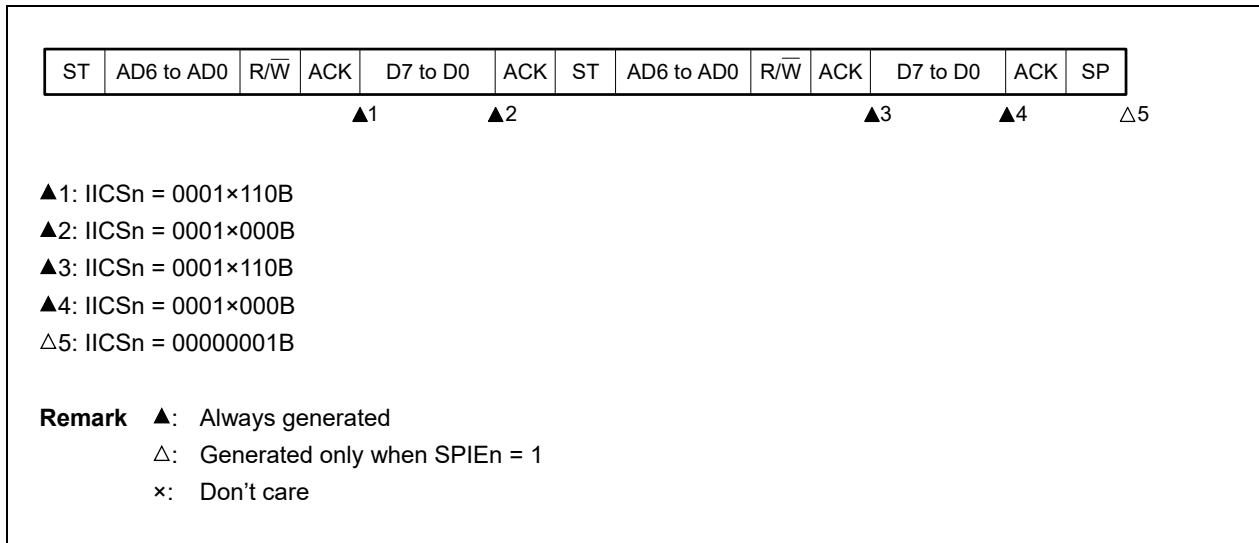 ST AD6 to AD0 R/W̅ ACK D7 to D0 ACK ST AD6 to AD0 R/W̅ ACK D7 to D0 ACK SP
▲1 ▲2 ▲3 ▲4 △5
▲1: IICSn = 0001×110B
▲2: IICSn = 0001×000B
▲3: IICSn = 0001×110B
▲4: IICSn = 0001×000B
△5: IICSn = 00000001B
Remark ▲: Always generated
△: Generated only when SPIEn = 1
×: Don't care